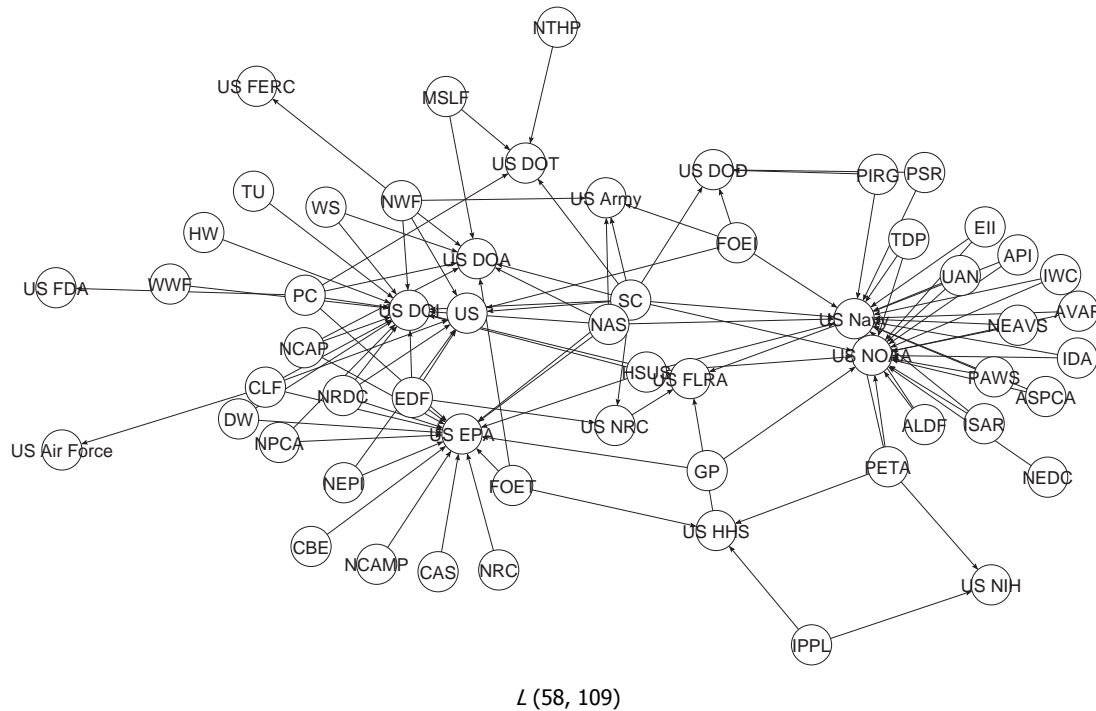 NTHP
US FERC
MSLF
US DOT
US DOD
PIRG
PSR
TU
WS
NWF
US Army
HW
FOEI
TDP
EII
API
US DOA
UAN
IWC
US FDA
WWF
PC
US DOI
US
SC
NAS
US Navy
NEAVS
AVAR
NCAP
US NOAA
IDA
HSUS
US FLRA
PAWS
ASPCA
CLF
NRDC
EDF
DW
NPCA
US EPA
US NRC
ALDF
SAR
US Air Force
NEPI
FOET
GP
PETA
NEDC
US HHS
CBE
NCAMP
CAS
NRC
US NIH
IPPL
L (58, 109)